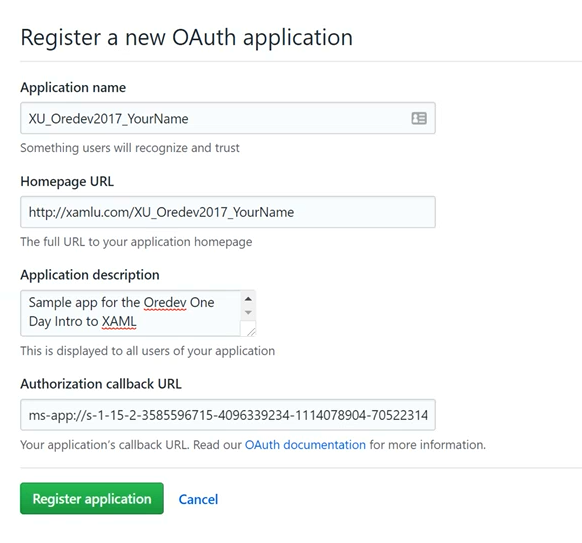 Register a new OAuth application
Application name
XU_Oredev2017_YourName
Something users will recognize and trust
Homepage URL
http://xamlu.com/XU_Oredev2017_YourName
The full URL to your application homepage
Application description
Sample app for the Oredev One
Day Intro to XAML
This is displayed to all users of your application
Authorization callback URL
ms-app://s-1-15-2-3585596715-4096339234-1114078904-70522314
Your application's callback URL. Read our OAuth documentation for more information.
Register application Cancel